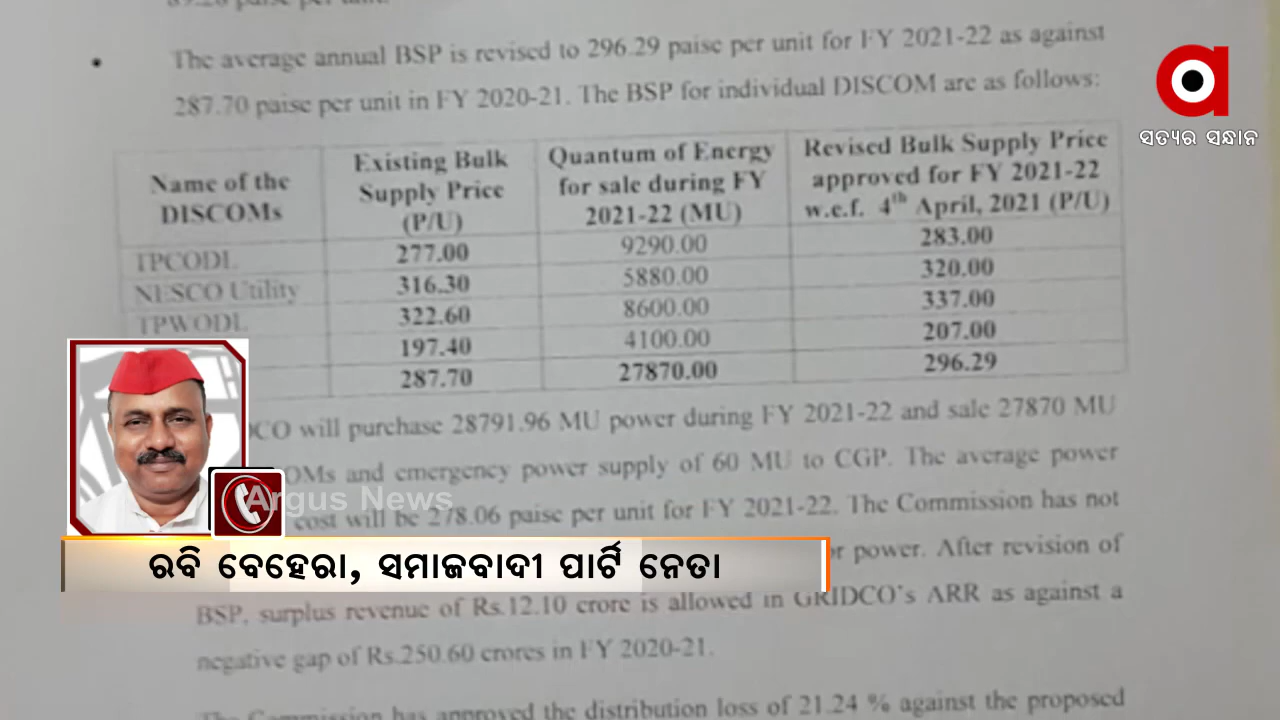 The average annual BSP is revised to 296.29 paise per unit for FY 2021-22 as against
287.70 paise per unit in FY 2020-21. The BSP for individual DISCOM are as follows:
ସତ୍ୟର ସନ୍ଧାନ
Name of the DISCOMs
Existing Bulk Supply Price (P/U)
Quantum of Energy for sale during FY 2021-22 (MU)
Revised Bulk Supply Price approved for FY 2021-22 w.e.f. 4th April, 2021 (P/U)
TPCODL 277.00 9290.00 283.00
NESCO Utility 316.30 5880.00 320.00
TPWODL 322.60 8600.00 337.00
197.40 4100.00 207.00
287.70 27870.00 296.29
CO will purchase 28791.96 MU power during FY 2021-22 and sale 27870 MU
OMs and emergency power supply of 60 MU to CGP. The average power
cost will be 278.06 paise per unit for FY 2021-22. The Commission has not
Argus News
or power. After revision of
ରବି ବେହେରା, ସମାଜବାଦୀ ପାର୍ଟି ନେତା
BSP, surplus revenue of Rs.12.10 crore is allowed in GRIDCO's ARR as against a
negative gap of Rs.250.60 crores in FY 2020-21.
The Commission has approved the distribution loss of 21.24 % against the proposed